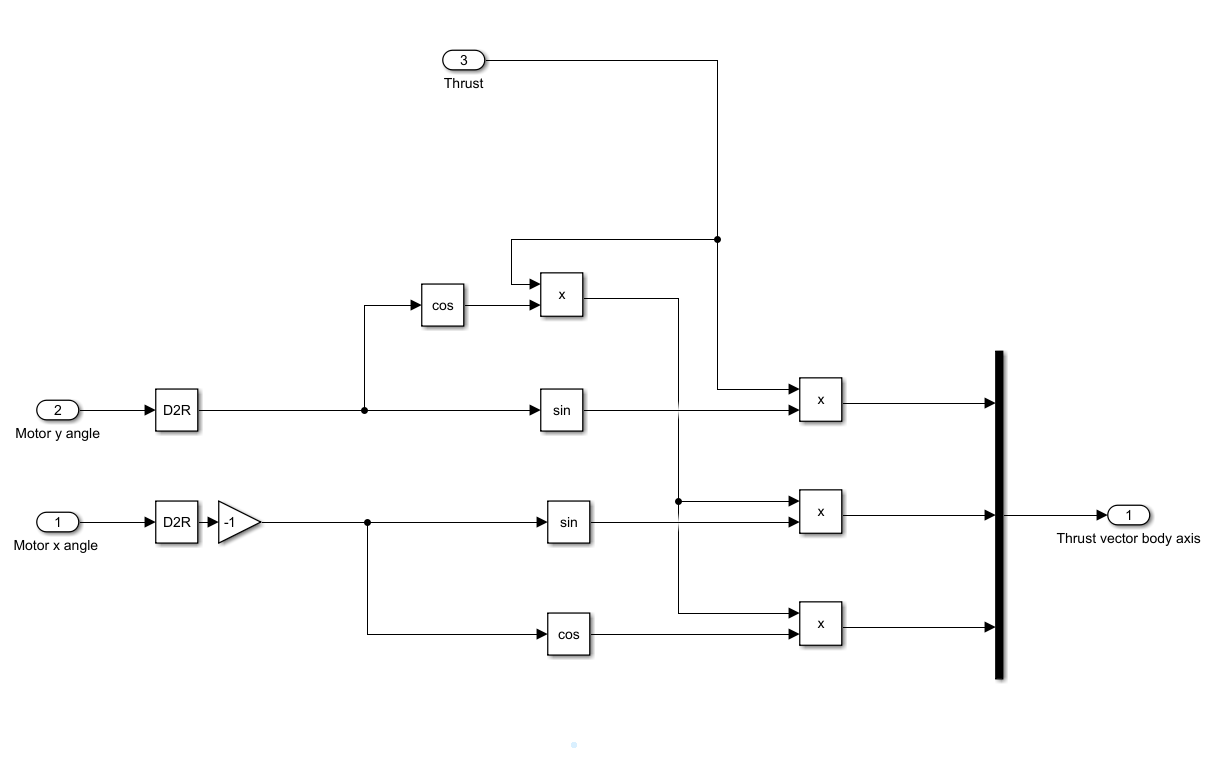 3
Thrust
cos
x
2
Motor y angle
D2R
sin
x
1
Motor x angle
D2R
-1
sin
x
1
Thrust vector body axis
cos
x